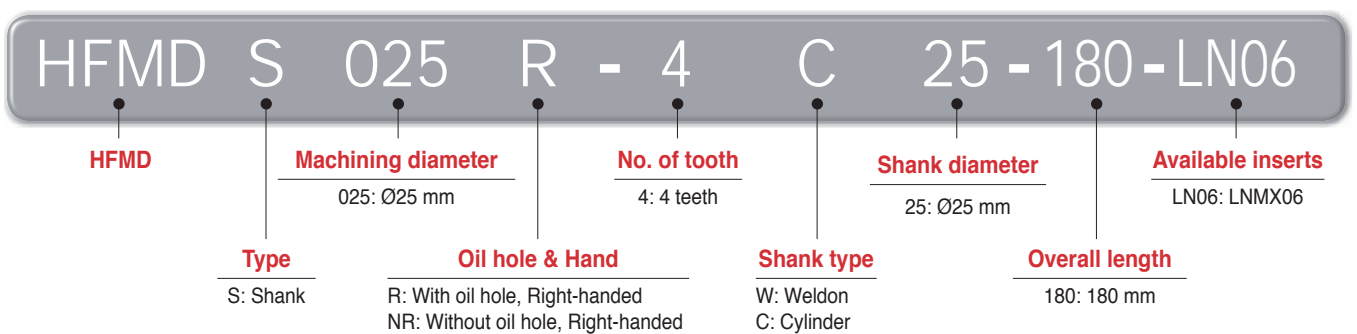 HFMD S 025 R - 4 C 25 - 180 - LN06
HFMD
Machining diameter
025: Ø25 mm
No. of tooth
4: 4 teeth
Shank diameter
25: Ø25 mm
Available inserts
LN06: LNMX06
Type
S: Shank
Oil hole & Hand
R: With oil hole, Right-handed
NR: Without oil hole, Right-handed
Shank type
W: Weldon
C: Cylinder
Overall length
180: 180 mm